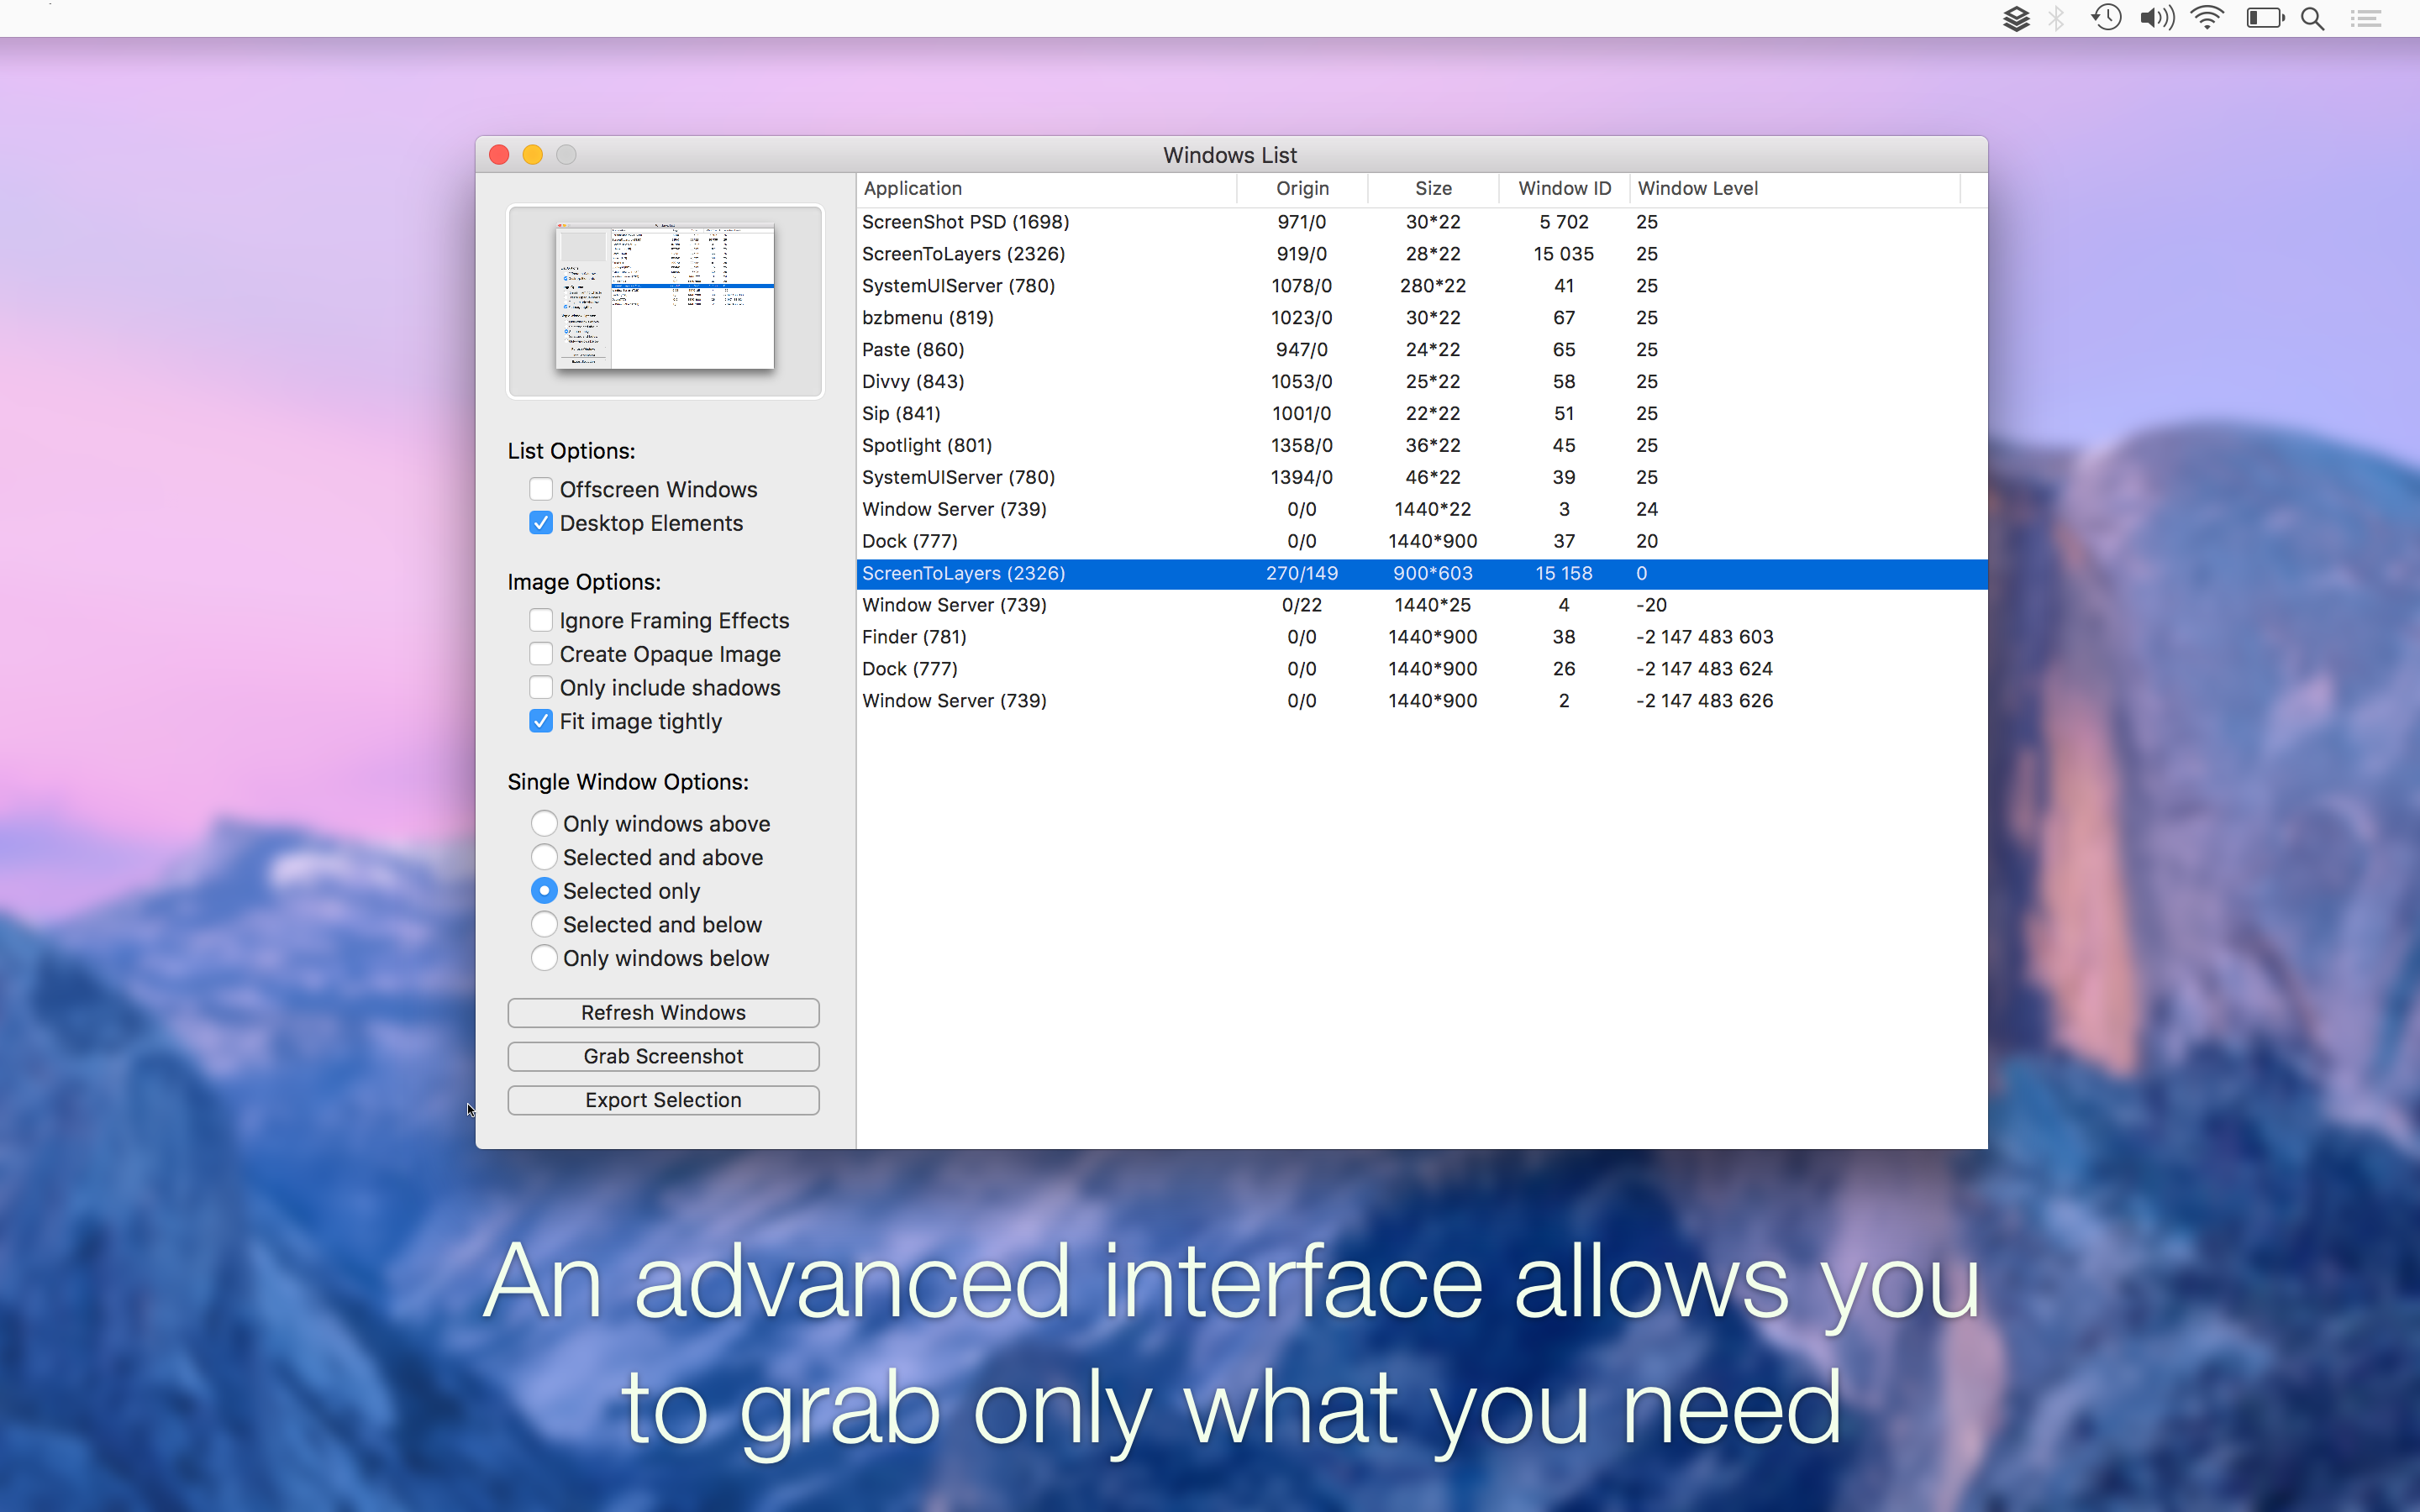 Windows List
Application Origin Size Window ID Window Level
ScreenShot PSD (1698) 971/0 30*22 5 702 25
ScreenToLayers (2326) 919/0 28*22 15 035 25
SystemUIServer (780) 1078/0 280*22 41 25
bzbmenu (819) 1023/0 30*22 67 25
Paste (860) 947/0 24*22 65 25
Divvy (843) 1053/0 25*22 58 25
Sip (841) 1001/0 22*22 51 25
Spotlight (801) 1358/0 36*22 45 25
SystemUIServer (780) 1394/0 46*22 39 25
Window Server (739) 0/0 1440*22 3 24
Dock (777) 0/0 1440*900 37 20
ScreenToLayers (2326) 270/149 900*603 15 158 0
Window Server (739) 0/22 1440*25 4 -20
Finder (781) 0/0 1440*900 38 -2 147 483 603
Dock (777) 0/0 1440*900 26 -2 147 483 624
Window Server (739) 0/0 1440*900 2 -2 147 483 626
List Options:
Offscreen Windows
Desktop Elements
Image Options:
Ignore Framing Effects
Create Opaque Image
Only include shadows
Fit image tightly
Single Window Options:
Only windows above
Selected and above
Selected only
Selected and below
Only windows below
Refresh Windows
Grab Screenshot
Export Selection
An advanced interface allows you
to grab only what you need